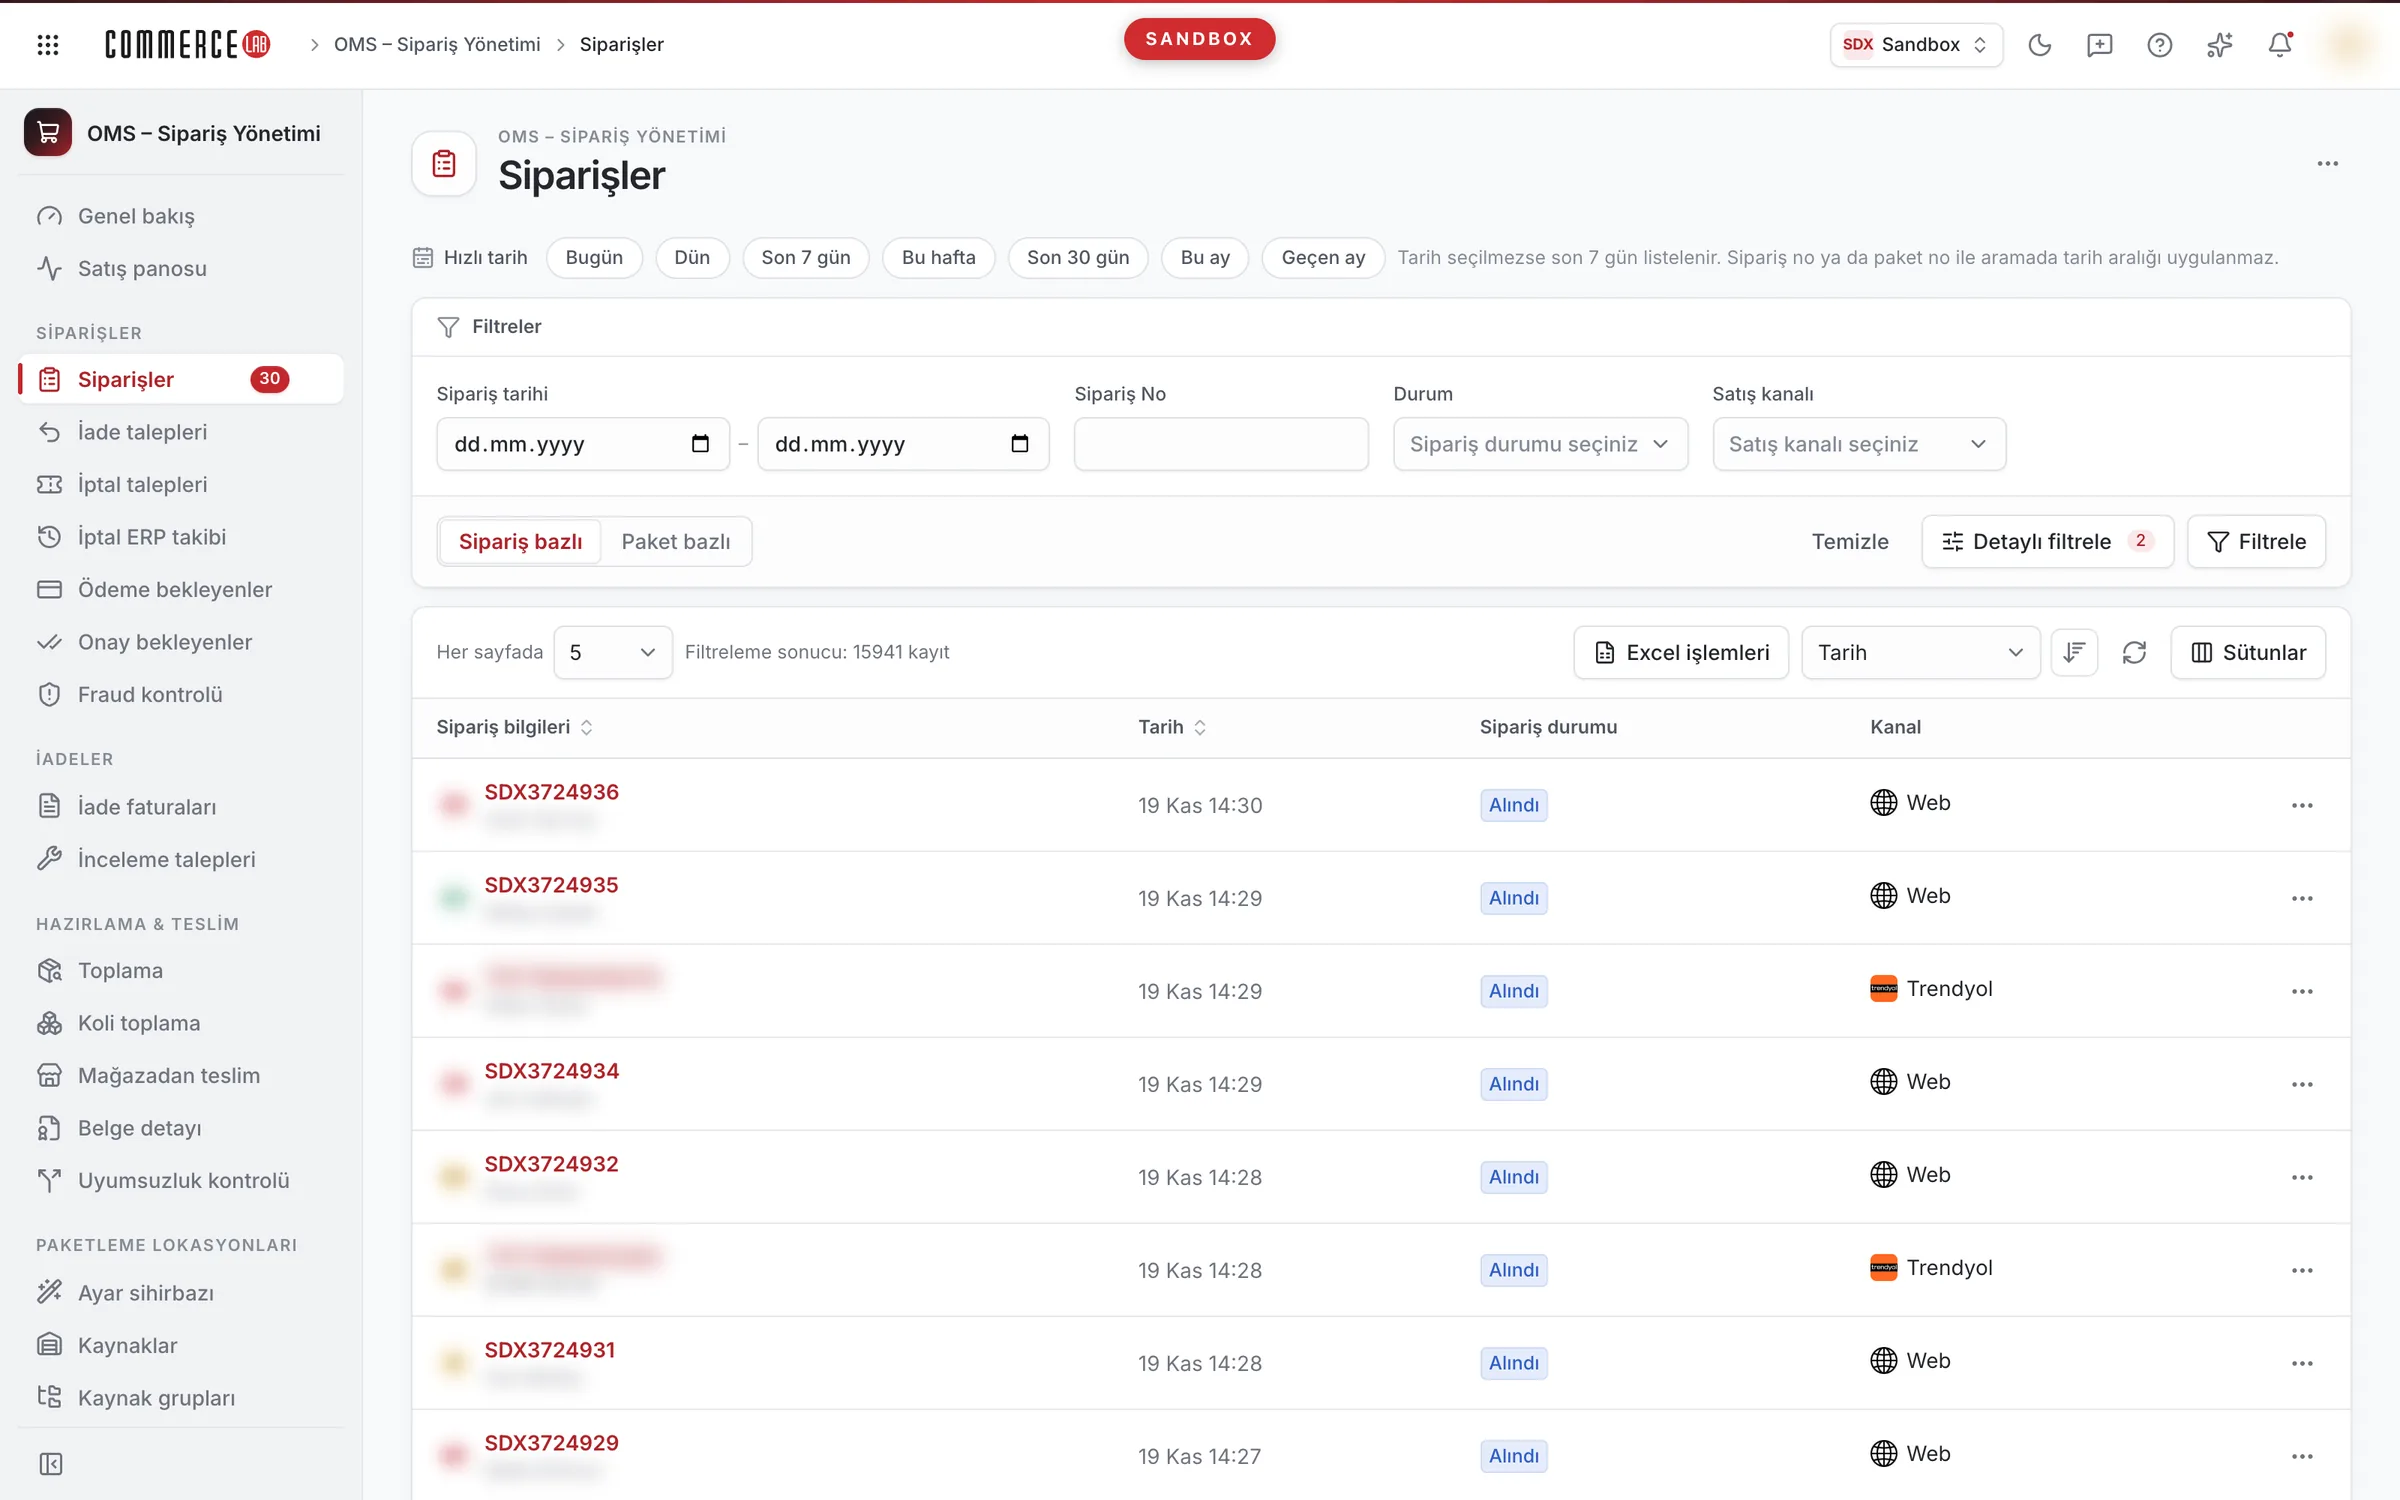 COMMERCE LAB
OMS – Sipariş Yönetimi
Siparişler
SANDBOX
SDX Sandbox
OMS – Sipariş Yönetimi
Genel bakış
Satış panosu
SİPARİŞLER
Siparişler 30
İade talepleri
İptal talepleri
İptal ERP takibi
Ödeme bekleyenler
Onay bekleyenler
Fraud kontrolü
İADELER
İade faturaları
İnceleme talepleri
HAZIRLAMA & TESLİM
Toplama
Koli toplama
Mağazadan teslim
Belge detayı
Uyumsuzluk kontrolü
PAKETLEME LOKASYONLARI
Ayar sihirbazı
Kaynaklar
Kaynak grupları
OMS – SİPARİŞ YÖNETİMİ
Siparişler
Hızlı tarih Bugün Dün Son 7 gün Bu hafta Son 30 gün Bu ay Geçen ay Tarih seçilmezse son 7 gün listelenir. Sipariş no ya da paket no ile aramada tarih aralığı uygulanmaz.
Filtreler
Sipariş tarihi Sipariş No Durum Satış kanalı
dd.mm.yyyy – dd.mm.yyyy Sipariş durumu seçiniz Satış kanalı seçiniz
Sipariş bazlı Paket bazlı Temizle Detaylı filtrele 2 Filtrele
Her sayfada 5 Filtreleme sonucu: 15941 kayıt Excel işlemleri Tarih Sütunlar
Sipariş bilgileri Tarih Sipariş durumu Kanal
SDX3724936 19 Kas 14:30 Alındı Web
SDX3724935 19 Kas 14:29 Alındı Web
19 Kas 14:29 Alındı trendyol Trendyol
SDX3724934 19 Kas 14:29 Alındı Web
SDX3724932 19 Kas 14:28 Alındı Web
19 Kas 14:28 Alındı trendyol Trendyol
SDX3724931 19 Kas 14:28 Alındı Web
SDX3724929 19 Kas 14:27 Alındı Web